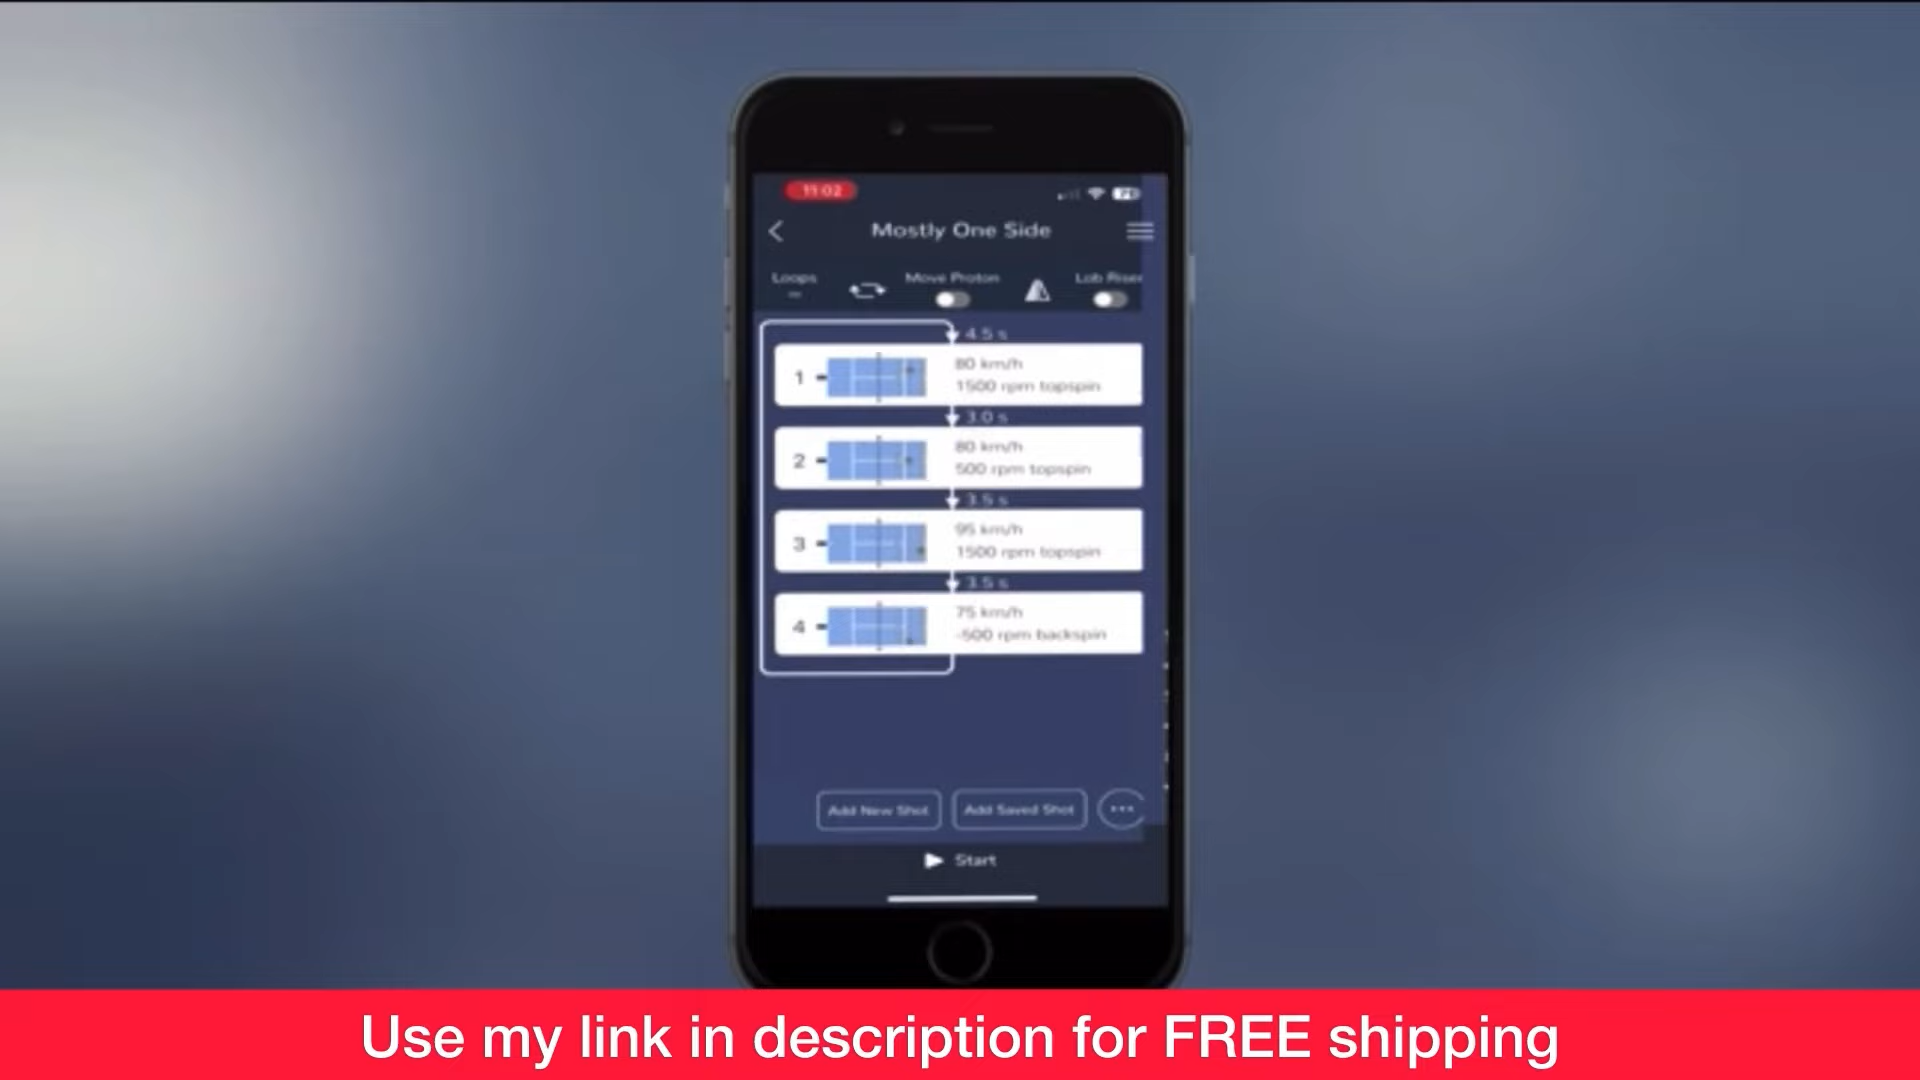 11:02
Mostly One Side
Loops
Move Proton
Lob Riser
4.5 s
1
80 km/h
1500 rpm topspin
3.0 s
2
80 km/h
500 rpm topspin
3.5 s
3
95 km/h
1500 rpm topspin
3.5 s
4
75 km/h
-500 rpm backspin
Add New Shot
Add Saved Shot
Start
Use my link in description for FREE shipping